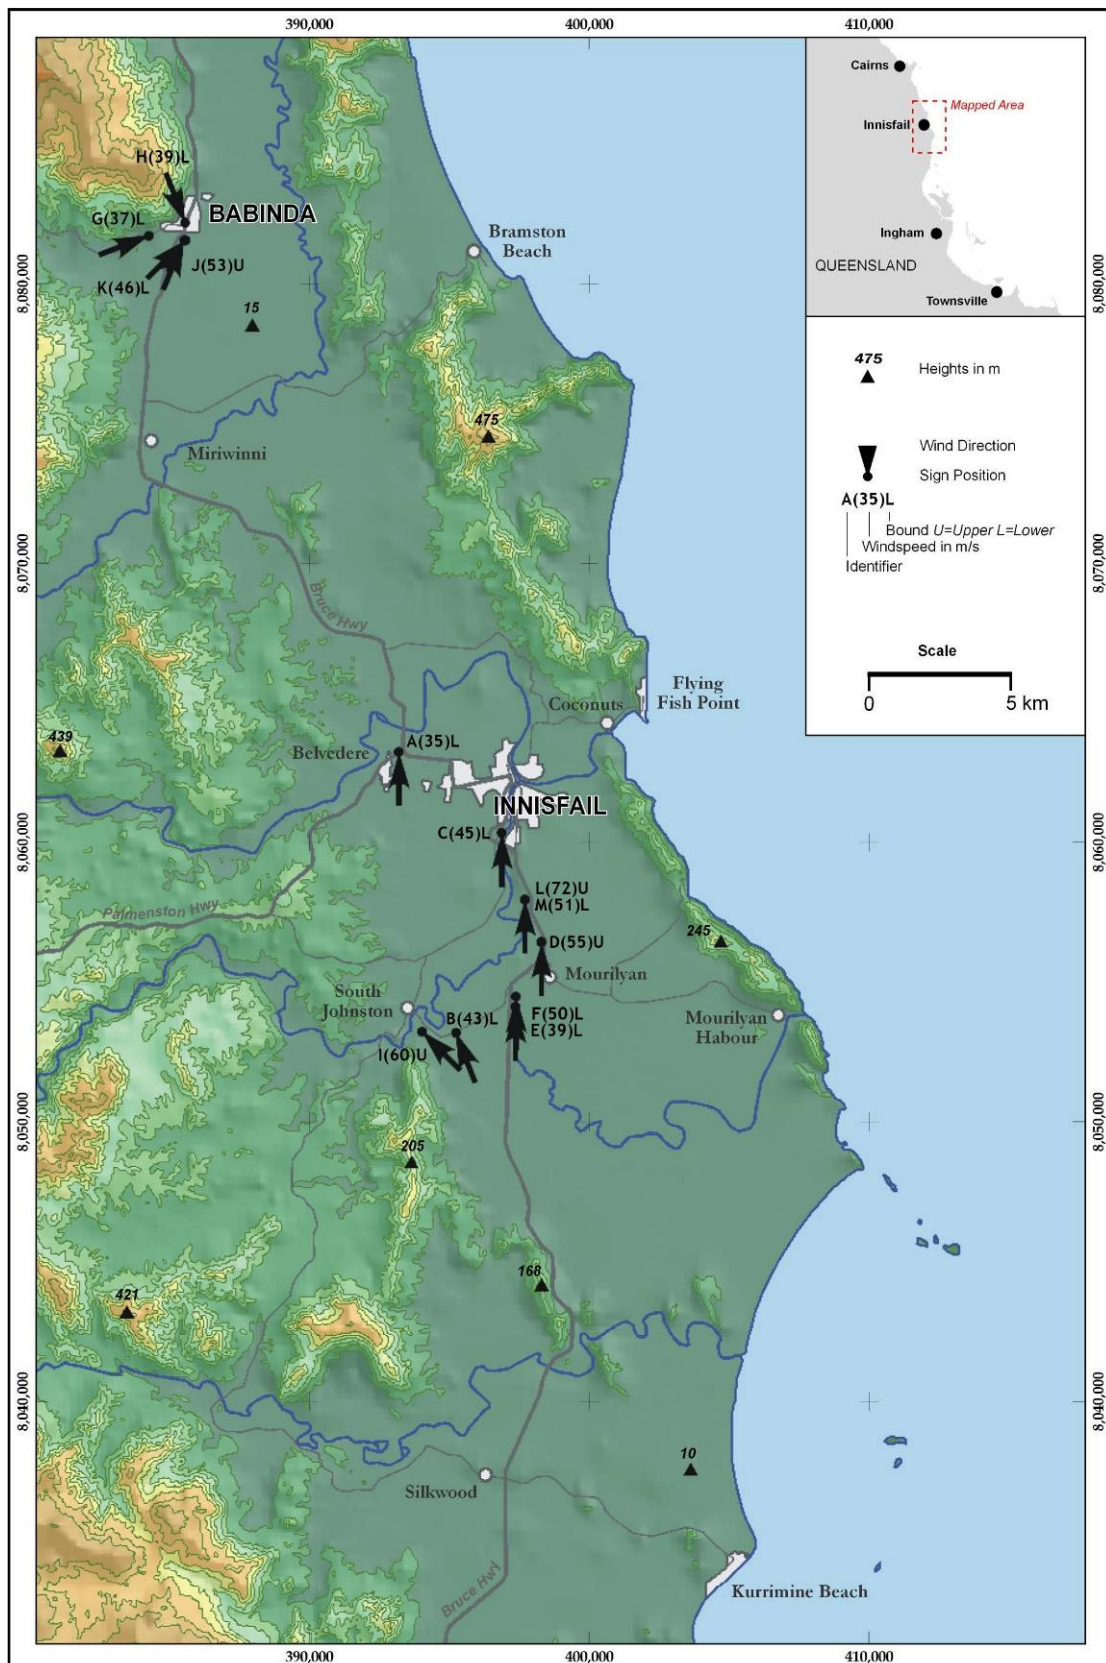 390,000
400,000
410,000
Cairns
Mapped Area
Innisfail
Ingham
QUEENSLAND
Townsville
8,080,000
8,080,000
475
Heights in m
Wind Direction
Sign Position
A(35)L
Bound U=Upper L=Lower
Windspeed in m/s
Identifier
Scale
0
5 km
H(39)L
G(37)L
BABINDA
J(53)U
K(46)L
15
Bramston
Beach
475
Miriwinni
8,070,000
8,070,000
Bruce Hwy
Flying
Fish Point
Coconuts
439
Belvedere
A(35)L
INNISFAIL
C(45)L
8,060,000
8,060,000
L(72)U
M(51)L
Palmenston Hwy
245
D(55)U
Mourilyan
South
Johnston
B(43)L
F(50)L
E(39)L
Mourilyan
Habour
I(60)U
8,050,000
8,050,000
205
168
421
8,040,000
8,040,000
10
Silkwood
Bruce Hwy
Kurrimine Beach
390,000
400,000
410,000